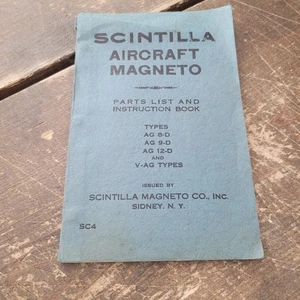 SCINTILLA
AIRCRAFT
MAGNETO
PARTS LIST AND
INSTRUCTION BOOK
TYPES
AG 8-D
AG 9-D
AG 12-D
AND
V-AG TYPES
ISSUED BY
SCINTILLA MAGNETO CO., INC.
SIDNEY, N. Y.
SC4